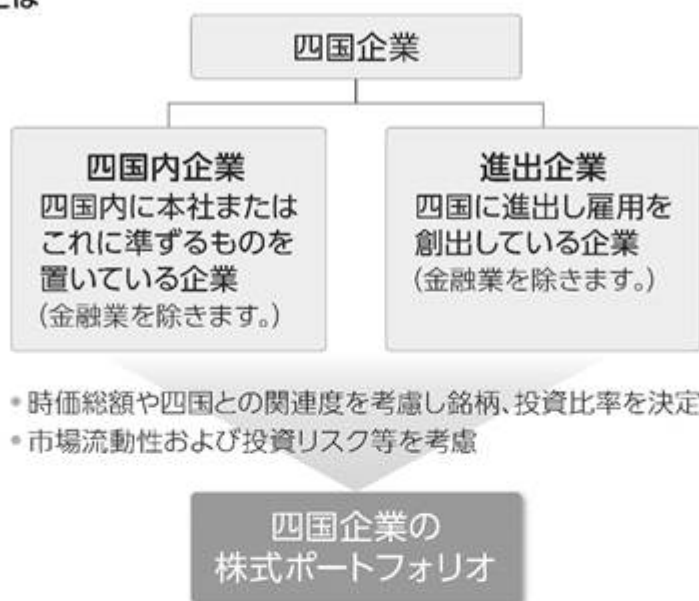 とは
四国企業
四国内企業
四国内に本社または
これに準ずるものを
置いている企業
(金融業を除きます。)
進出企業
四国に進出し雇用を
創出している企業
(金融業を除きます。)
•時価総額や四国との関連度を考慮し銘柄、投資比率を決定
•市場流動性および投資リスク等を考慮
四国企業の
株式ポートフォリオ